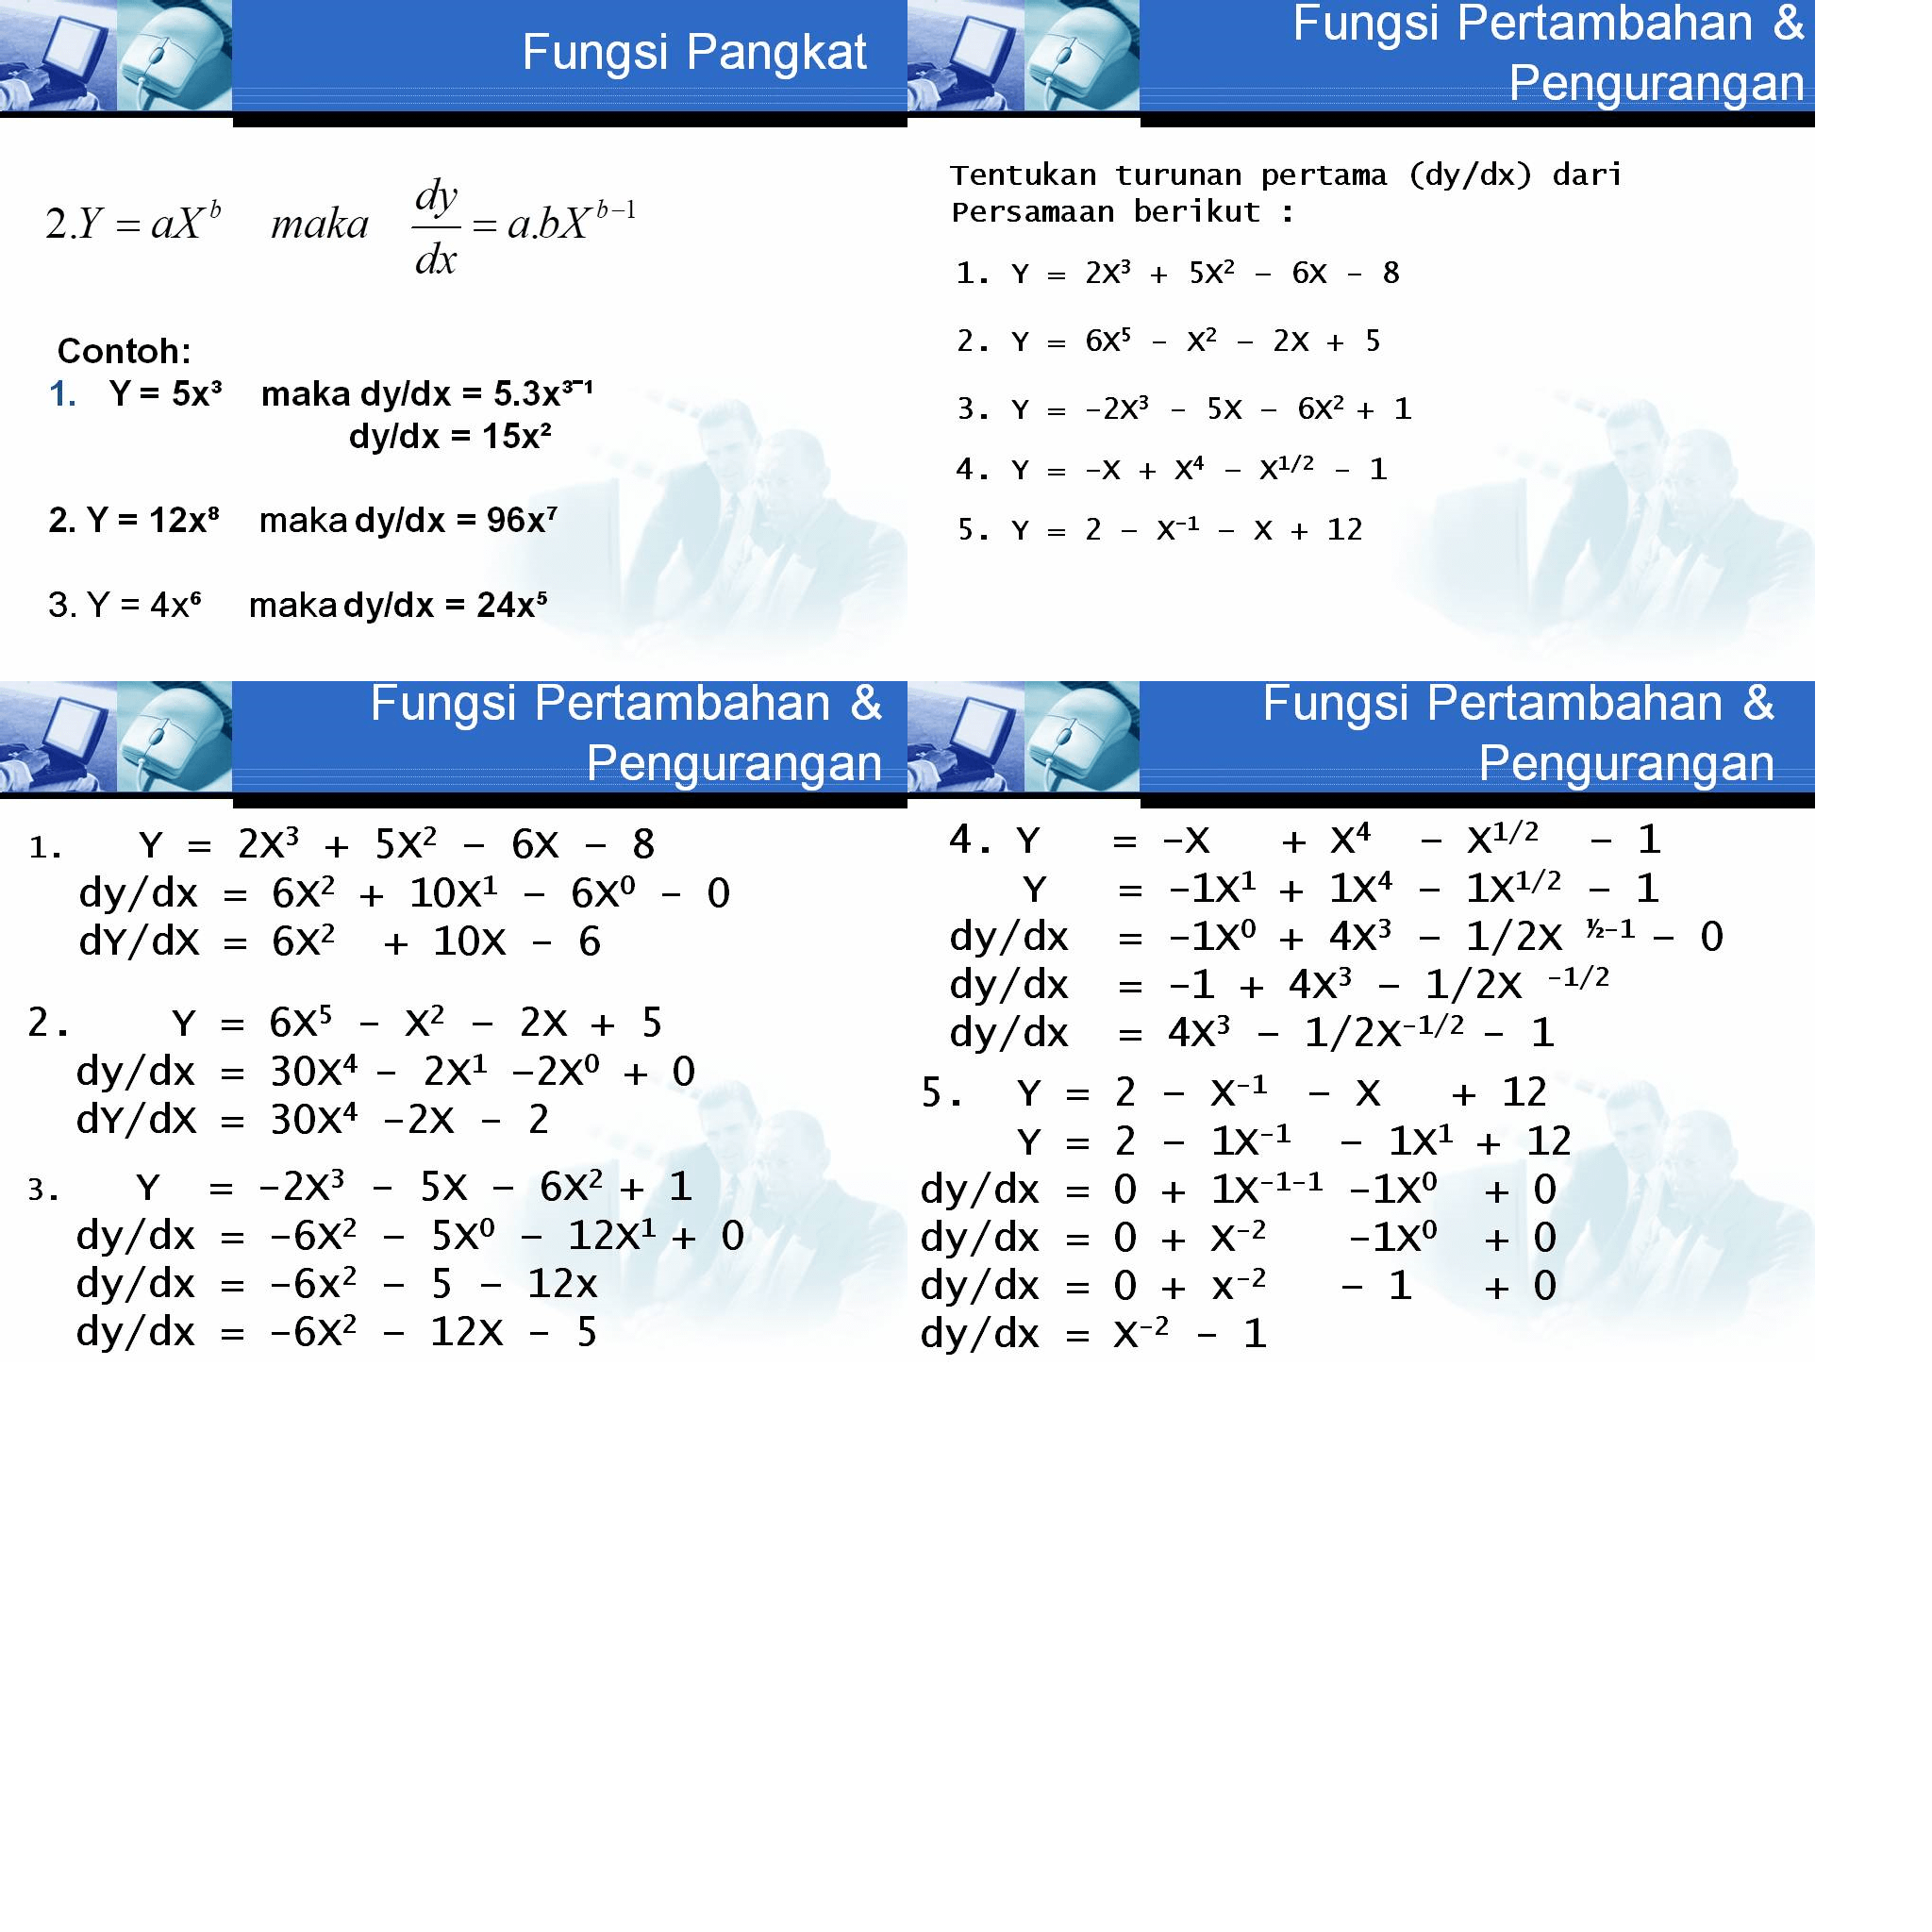 Fungsi Pangkat
2.Y = aX^b maka dy/dx = a.bX^b−1
Contoh:
1. Y = 5x³ maka dy/dx = 5.3x³⁻¹
dy/dx = 15x²
2. Y = 12x⁸ maka dy/dx = 96x⁷
3. Y = 4x⁶ maka dy/dx = 24x⁵
Fungsi Pertambahan &
Pengurangan
Tentukan turunan pertama (dy/dx) dari
Persamaan berikut :
1. Y = 2X³ + 5X² – 6X – 8
2. Y = 6X⁵ – X² – 2X + 5
3. Y = –2X³ – 5X – 6X² + 1
4. Y = –X + X⁴ – X^1/2 – 1
5. Y = 2 – X⁻¹ – X + 12
Fungsi Pertambahan &
Pengurangan
1. Y = 2X³ + 5X² – 6X – 8
dy/dx = 6X² + 10X¹ – 6X⁰ – 0
dY/dX = 6X² + 10X – 6
2. Y = 6X⁵ – X² – 2X + 5
dy/dx = 30X⁴ – 2X¹ –2X⁰ + 0
dY/dX = 30X⁴ –2X – 2
3. Y = –2X³ – 5X – 6X² + 1
dy/dx = –6X² – 5X⁰ – 12X¹ + 0
dy/dx = –6x² – 5 – 12x
dy/dx = –6X² – 12X – 5
Fungsi Pertambahan &
Pengurangan
4. Y = –X + X⁴ – X^1/2 – 1
Y = –1X¹ + 1X⁴ – 1X^1/2 – 1
dy/dx = –1X⁰ + 4X³ – 1/2X ^½–1 – 0
dy/dx = –1 + 4X³ – 1/2X ^–1/2
dy/dx = 4X³ – 1/2X^–1/2 – 1
5. Y = 2 – X⁻¹ – X + 12
Y = 2 – 1X⁻¹ – 1X¹ + 12
dy/dx = 0 + 1X⁻¹⁻¹ –1X⁰ + 0
dy/dx = 0 + X⁻² –1X⁰ + 0
dy/dx = 0 + x⁻² – 1 + 0
dy/dx = X⁻² – 1